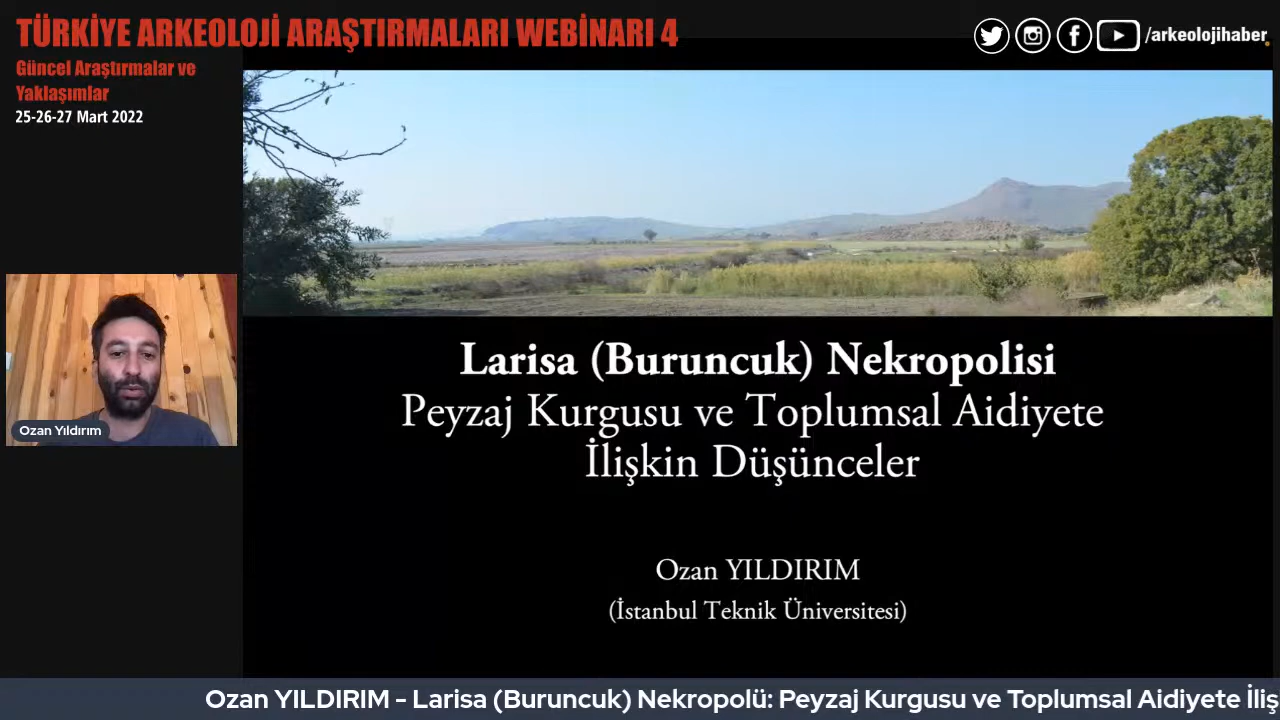 TÜRKİYE ARKEOLOJİ ARAŞTIRMALARI WEBİNARI 4
/arkeolojihaber
Güncel Araştırmalar ve
Yaklaşımlar
25-26-27 Mart 2022
Larisa (Buruncuk) Nekropolisi
Peyzaj Kurgusu ve Toplumsal Aidiyete
İlişkin Düşünceler
Ozan Yıldırım
Ozan YILDIRIM
(İstanbul Teknik Üniversitesi)
Ozan YILDIRIM - Larisa (Buruncuk) Nekropolü: Peyzaj Kurgusu ve Toplumsal Aidiyete İliş